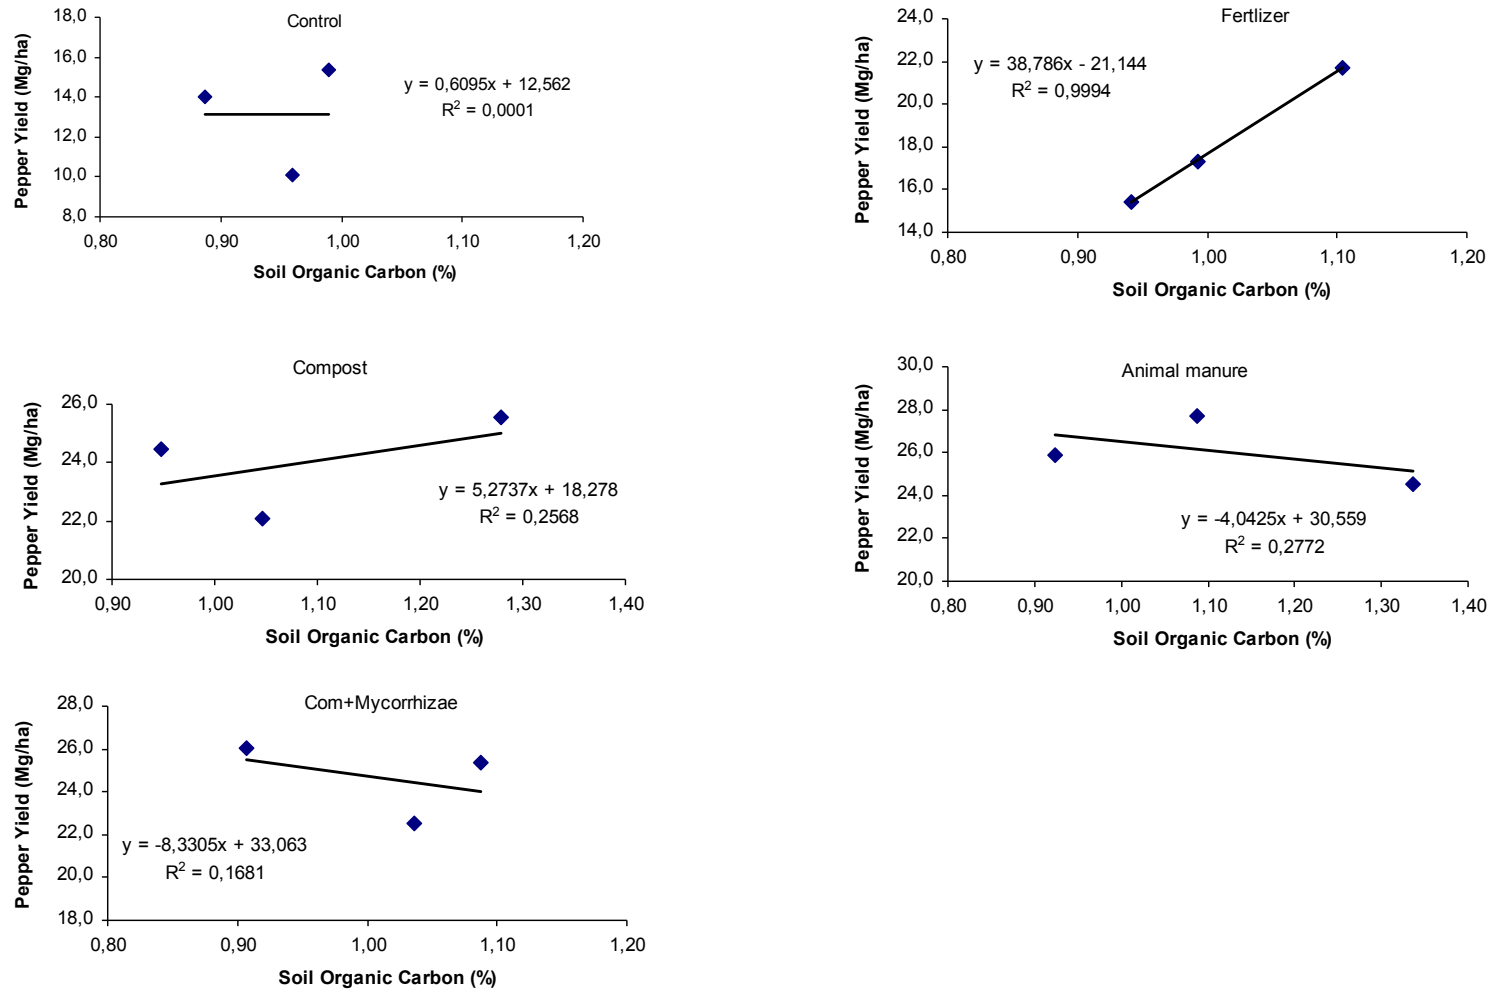 Control
Pepper Yield (Mg/ha)
18,0
16,0
14,0
12,0
10,0
8,0
y = 0,6095x + 12,562
R² = 0,0001
0,80 0,90 1,00 1,10 1,20
Soil Organic Carbon (%)
Fertlizer
Pepper Yield (Mg/ha)
24,0
22,0
20,0
18,0
16,0
14,0
y = 38,786x - 21,144
R² = 0,9994
0,80 0,90 1,00 1,10 1,20
Soil Organic Carbon (%)
Compost
Pepper Yield (Mg/ha)
26,0
24,0
22,0
20,0
y = 5,2737x + 18,278
R² = 0,2568
0,90 1,00 1,10 1,20 1,30 1,40
Soil Organic Carbon (%)
Animal manure
Pepper Yield (Mg/ha)
30,0
28,0
26,0
24,0
22,0
20,0
y = -4,0425x + 30,559
R² = 0,2772
0,80 0,90 1,00 1,10 1,20 1,30 1,40
Soil Organic Carbon (%)
Com+Mycorrhizae
Pepper Yield (Mg/ha)
28,0
26,0
24,0
22,0
20,0
18,0
y = -8,3305x + 33,063
R² = 0,1681
0,80 0,90 1,00 1,10 1,20
Soil Organic Carbon (%)